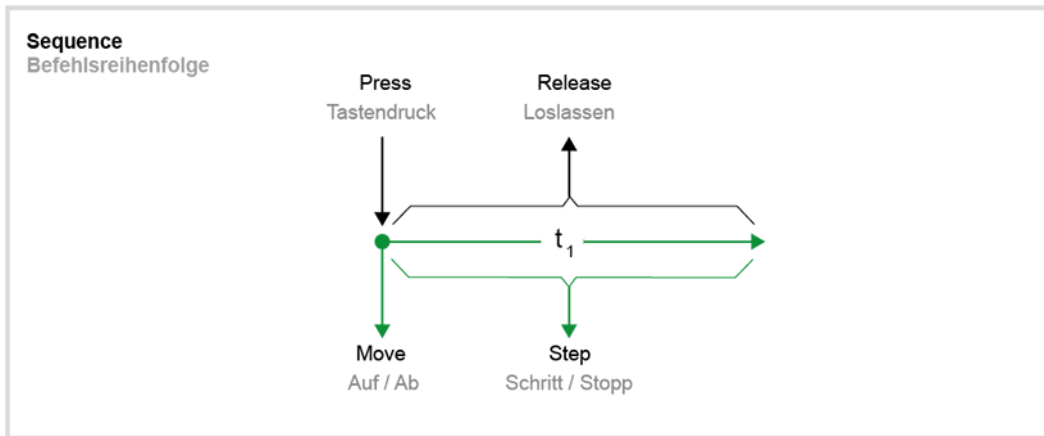 Sequence
Befehlsreihenfolge
Press Release
Tastendruck Loslassen
t1
Move Step
Auf / Ab Schritt / Stopp